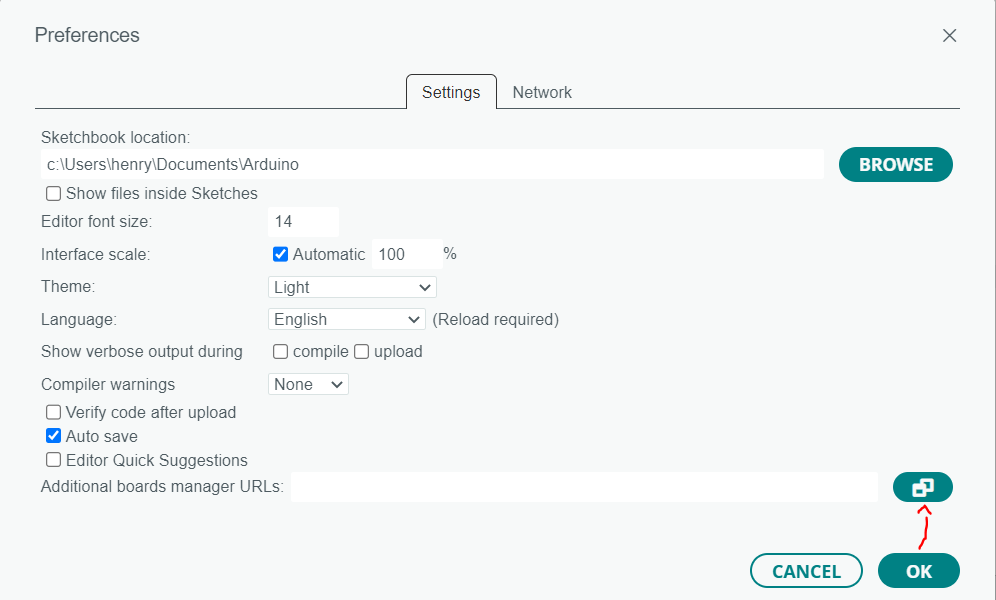 Preferences
Settings Network
Sketchbook location:
c:\Users\henry\Documents\Arduino BROWSE
Show files inside Sketches
Editor font size: 14
Interface scale: Automatic 100 %
Theme: Light
Language: English (Reload required)
Show verbose output during compile upload
Compiler warnings None
Verify code after upload
Auto save
Editor Quick Suggestions
Additional boards manager URLs:
CANCEL OK